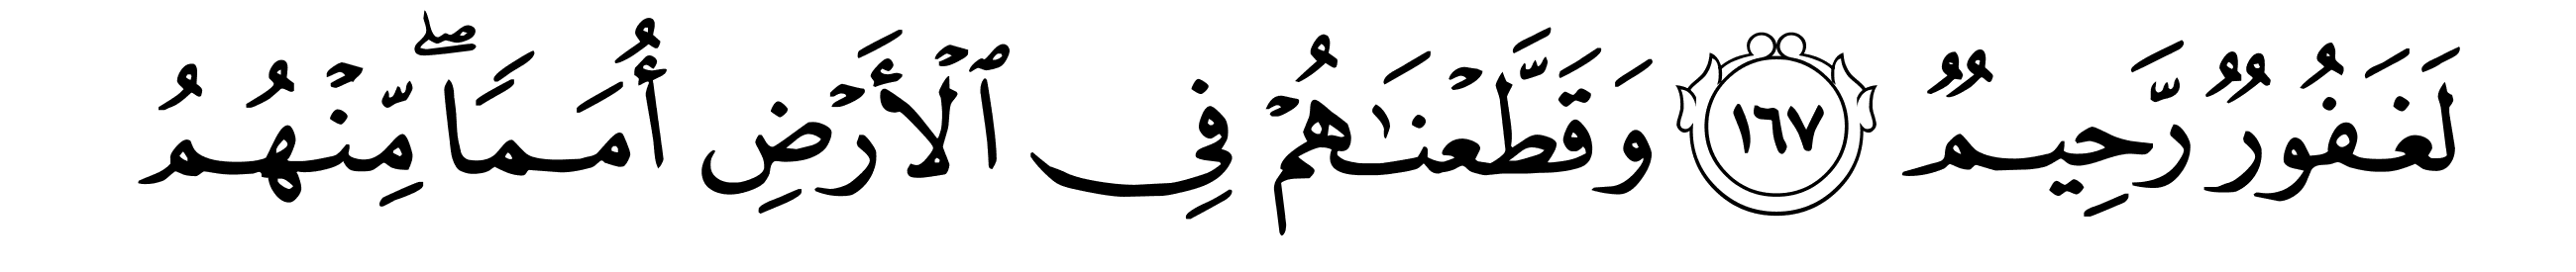 لَغَفُورٌ رَّحِيمٌ ١٦٧ وَقَطَّعْنَٰهُمْ فِي ٱلْأَرْضِ أُمَمًاۖ مِّنْهُمُ